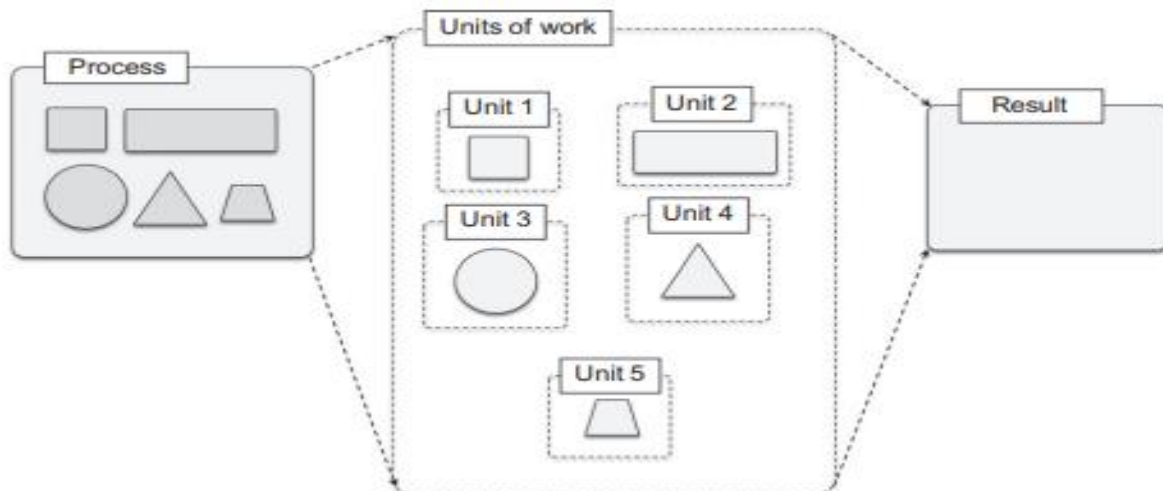 Units of work
Process
Result
Unit 1
Unit 2
Unit 3
Unit 4
Unit 5